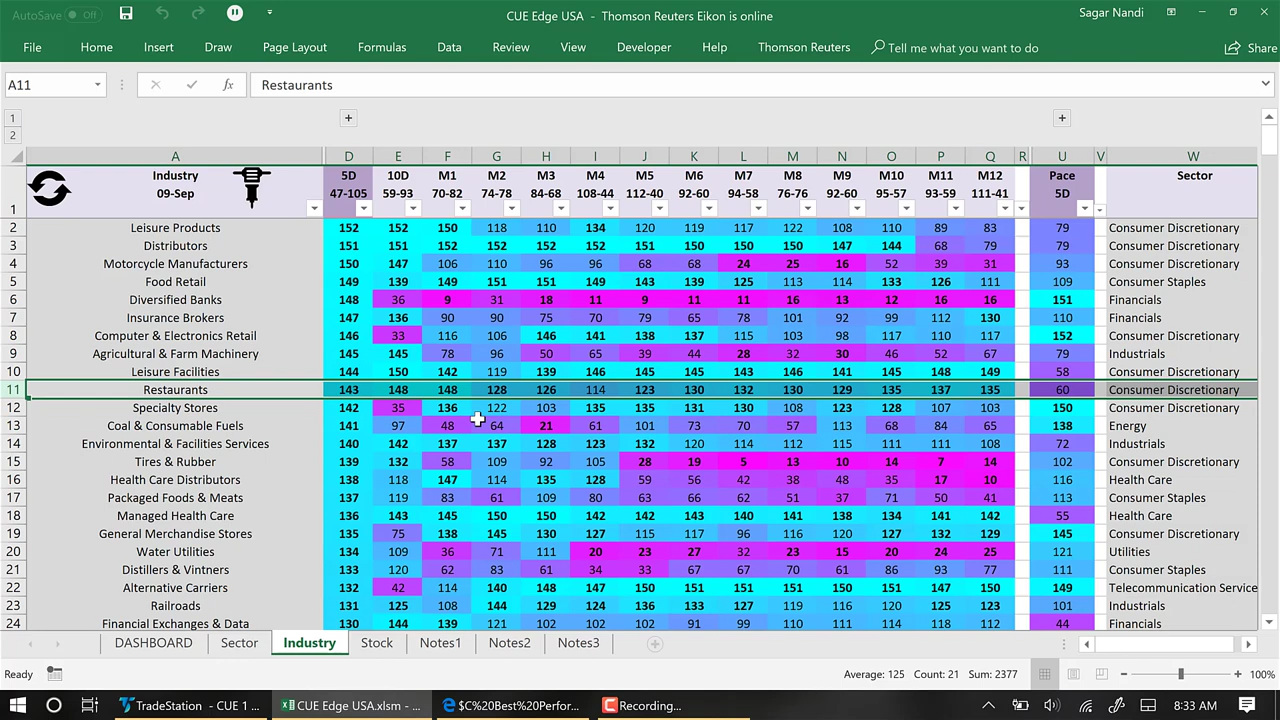 AutoSave Off CUE Edge USA - Thomson Reuters Eikon is online Sagar Nandi
File Home Insert Draw Page Layout Formulas Data Review View Developer Help Thomson Reuters Tell me what you want to do Share
A11 fx Restaurants
1
2
A D E F G H I J K L M N O P Q R U V W
Industry 5D 10D M1 M2 M3 M4 M5 M6 M7 M8 M9 M10 M11 M12 Pace Sector
1 09-Sep 47-105 59-93 70-82 74-78 84-68 108-44 112-40 92-60 94-58 76-76 92-60 95-57 93-59 111-41 5D
2 Leisure Products 152 152 150 118 110 134 120 119 117 122 108 110 89 83 79 Consumer Discretionary
3 Distributors 151 151 152 152 152 152 151 150 150 150 147 144 68 79 79 Consumer Discretionary
4 Motorcycle Manufacturers 150 147 106 110 96 96 68 68 24 25 16 52 39 31 93 Consumer Discretionary
5 Food Retail 149 139 149 151 151 149 143 139 125 113 114 133 126 111 109 Consumer Staples
6 Diversified Banks 148 36 9 31 18 11 9 11 11 16 13 12 16 16 151 Financials
7 Insurance Brokers 147 136 90 90 75 70 79 65 78 101 92 99 112 130 110 Financials
8 Computer & Electronics Retail 146 33 116 106 146 141 138 137 115 103 98 117 110 117 152 Consumer Discretionary
9 Agricultural & Farm Machinery 145 145 78 96 50 65 39 44 28 32 30 46 52 67 79 Industrials
10 Leisure Facilities 144 150 142 119 139 146 145 145 143 146 141 145 148 149 58 Consumer Discretionary
11 Restaurants 143 148 148 128 126 114 123 130 132 130 129 135 137 135 60 Consumer Discretionary
12 Specialty Stores 142 35 136 122 103 135 135 131 130 108 123 128 107 103 150 Consumer Discretionary
13 Coal & Consumable Fuels 141 97 48 64 21 61 101 73 70 57 113 68 84 65 138 Energy
14 Environmental & Facilities Services 140 142 137 137 128 123 132 120 114 112 115 111 111 108 72 Industrials
15 Tires & Rubber 139 132 58 109 92 105 28 19 5 13 10 14 7 14 102 Consumer Discretionary
16 Health Care Distributors 138 118 147 114 135 128 59 56 42 38 48 35 17 10 116 Health Care
17 Packaged Foods & Meats 137 119 83 61 109 80 63 66 62 51 37 71 50 41 113 Consumer Staples
18 Managed Health Care 136 143 145 150 150 142 142 143 140 141 138 134 141 142 55 Health Care
19 General Merchandise Stores 135 75 138 145 130 127 115 117 96 116 120 127 132 129 145 Consumer Discretionary
20 Water Utilities 134 109 36 71 111 20 23 27 32 23 15 20 24 25 121 Utilities
21 Distillers & Vintners 133 120 62 83 61 34 33 67 67 70 61 86 93 77 111 Consumer Staples
22 Alternative Carriers 132 42 114 140 148 147 150 151 151 151 150 151 147 150 149 Telecommunication Service
23 Railroads 131 125 108 144 129 124 136 133 127 119 116 120 125 123 101 Industrials
24 Financial Exchanges & Data 130 144 139 121 102 102 102 91 99 110 111 114 118 112 44 Financials
DASHBOARD Sector Industry Stock Notes1 Notes2 Notes3
Ready Average: 125 Count: 21 Sum: 2377 100%
TradeStation - CUE 1 ... CUE Edge USA.xlsm - ... $C%20Best%20Perfor... Recording... 8:33 AM